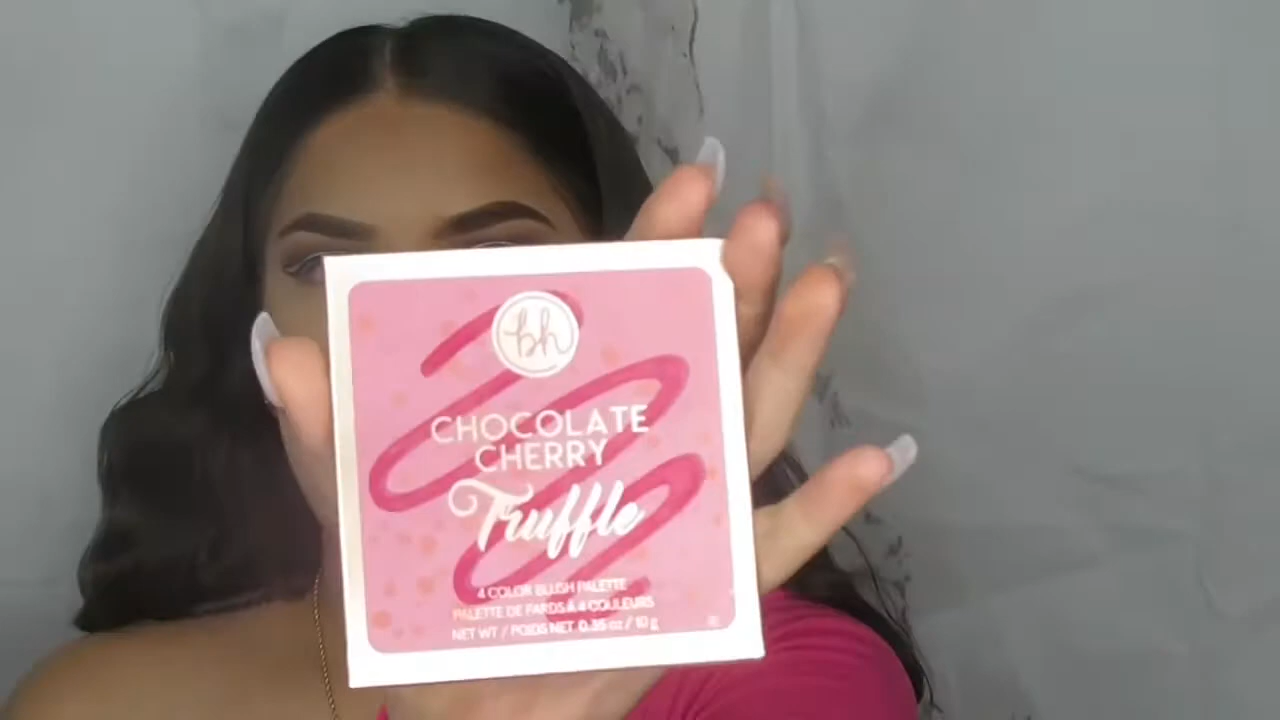 bh
CHOCOLATE
CHERRY
Truffle
4 COLOR BLUSH PALETTE
PALETTE DE FARDS À 4 COULEURS
NET WT / POIDS NET 0.35 oz / 10 g